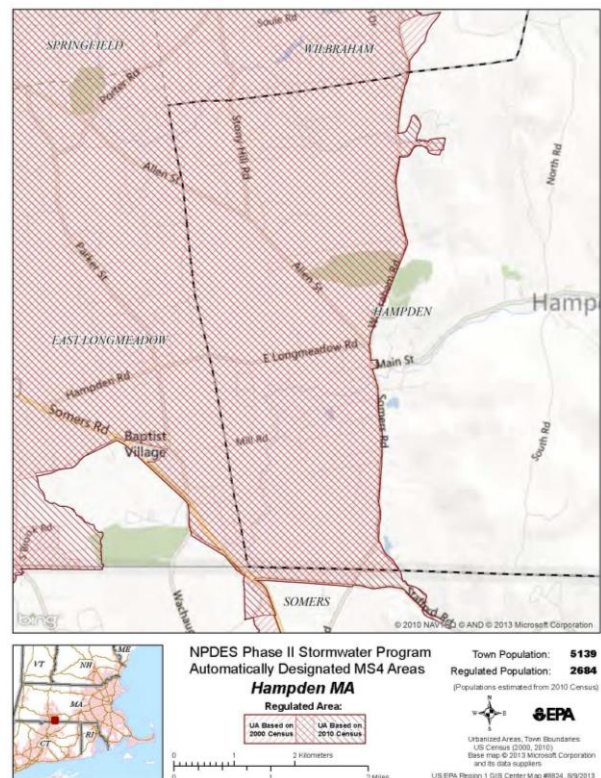 SPRINGFIELD
Soule Rd
WILBRAHAM
Porter Rd
Stony Hill Rd
North Rd
Allen St
Parker St
Allen St
HAMPDEN
EAST LONGMEADOW
E Longmeadow Rd
Main St
Hampden Rd
Somers Rd
Baptist
Village
Mill Rd
Somers Rd
South Rd
SOMERS
Stafford Rd
bing
© 2013 Microsoft Corporation
VT
NH
ME
MA
CT
RI
NPDES Phase II Stormwater Program
Automatically Designated MS4 Areas
Hampden MA
Regulated Area:
UA Based on
2000 Census
UA Based on
2010 Census
0 1 2 Kilometers
0 1 2 Miles
Town Population: 5139
Regulated Population: 2684
(Populations estimated from 2010 Census)
N
W E
S
EPA
Urbanized Areas, Town Boundaries:
US Census (2000, 2010)
Base map © 2013 Microsoft Corporation
and its data suppliers
US EPA Region 1 GIS Center Map #8824, 8/9/2013